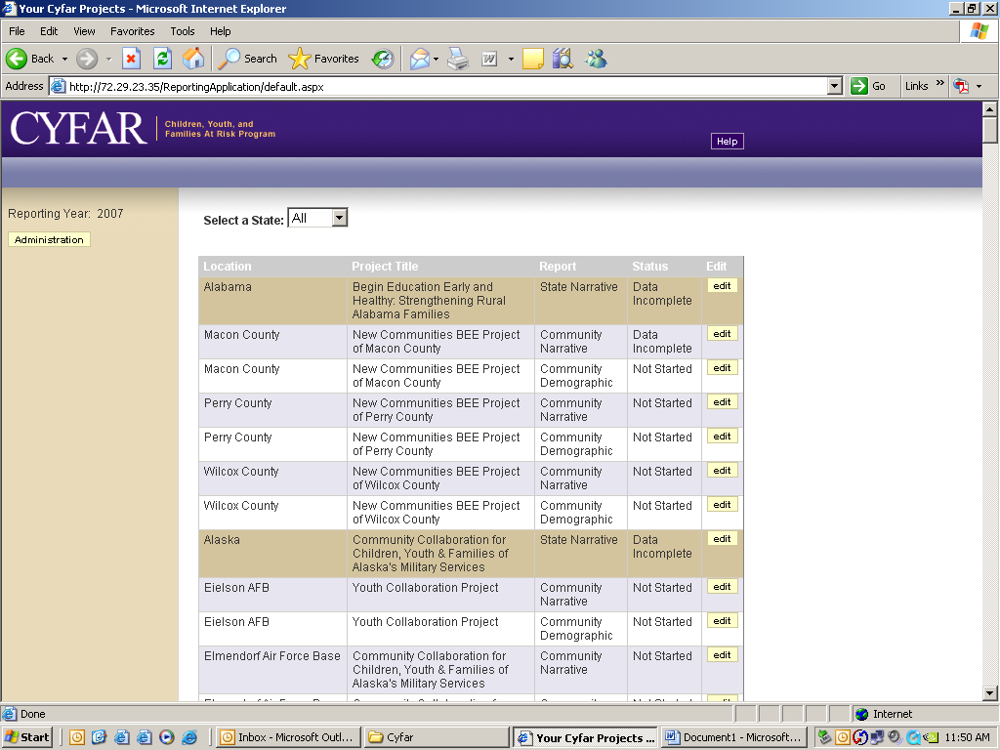 Your Cyfar Projects - Microsoft Internet Explorer
File Edit View Favorites Tools Help
Back Search Favorites
Address http://72.29.23.35/ReportingApplication/default.aspx Go Links »
CYFAR
Children, Youth, and
Families At Risk Program
Help
Reporting Year: 2007
Administration
Select a State: All
Location Project Title Report Status Edit
Alabama Begin Education Early and State Narrative Data edit
Healthy: Strengthening Rural Incomplete
Alabama Families
Macon County New Communities BEE Project Community Data edit
of Macon County Narrative Incomplete
Macon County New Communities BEE Project Community Not Started edit
of Macon County Demographic
Perry County New Communities BEE Project Community Not Started edit
of Perry County Narrative
Perry County New Communities BEE Project Community Not Started edit
of Perry County Demographic
Wilcox County New Communities BEE Project Community Not Started edit
of Wilcox County Narrative
Wilcox County New Communities BEE Project Community Not Started edit
of Wilcox County Demographic
Alaska Community Collaboration for State Narrative Data edit
Children, Youth & Families of Incomplete
Alaska's Military Services
Eielson AFB Youth Collaboration Project Community Not Started edit
Narrative
Eielson AFB Youth Collaboration Project Community Not Started edit
Demographic
Elmendorf Air Force Base Community Collaboration for Community Not Started edit
Children, Youth & Families of Narrative
Alaska's Military Services
Done Internet
Start Inbox - Microsoft Outl... Cyfar Your Cyfar Projects ... Document1 - Microsoft... 11:50 AM